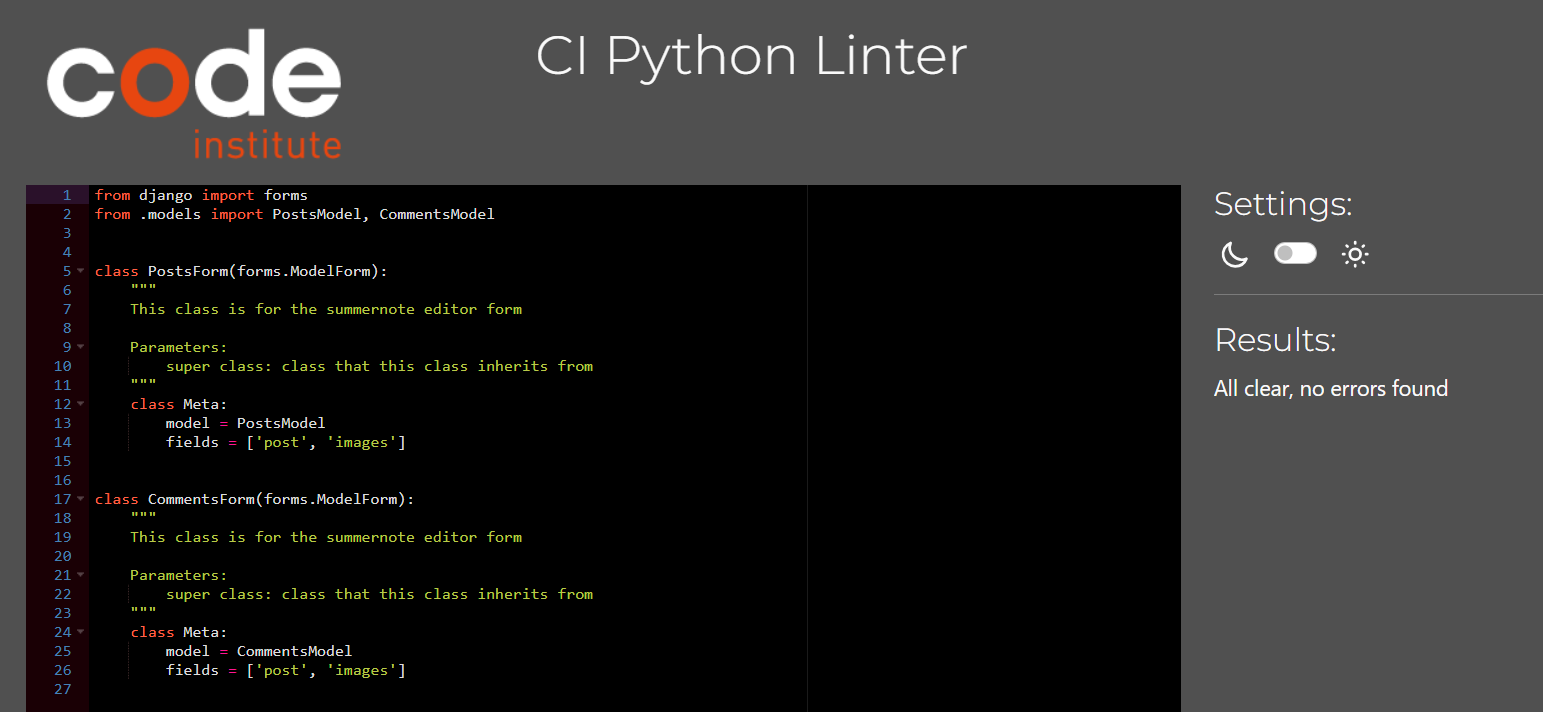 code
institute
CI Python Linter
1 from django import forms
2 from .models import PostsModel, CommentsModel
3
4
5 class PostsForm(forms.ModelForm):
6     """
7     This class is for the summernote editor form
8
9     Parameters:
10         super class: class that this class inherits from
11     """
12     class Meta:
13         model = PostsModel
14         fields = ['post', 'images']
15
16
17 class CommentsForm(forms.ModelForm):
18     """
19     This class is for the summernote editor form
20
21     Parameters:
22         super class: class that this class inherits from
23     """
24     class Meta:
25         model = CommentsModel
26         fields = ['post', 'images']
27
Settings:
Results:
All clear, no errors found